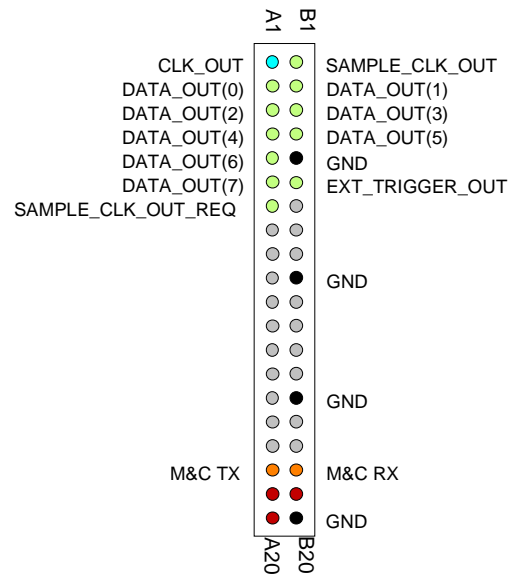 A1 B1
CLK_OUT SAMPLE_CLK_OUT
DATA_OUT(0) DATA_OUT(1)
DATA_OUT(2) DATA_OUT(3)
DATA_OUT(4) DATA_OUT(5)
DATA_OUT(6) GND
DATA_OUT(7) EXT_TRIGGER_OUT
SAMPLE_CLK_OUT_REQ
GND
GND
M&C TX M&C RX
GND
A20 B20